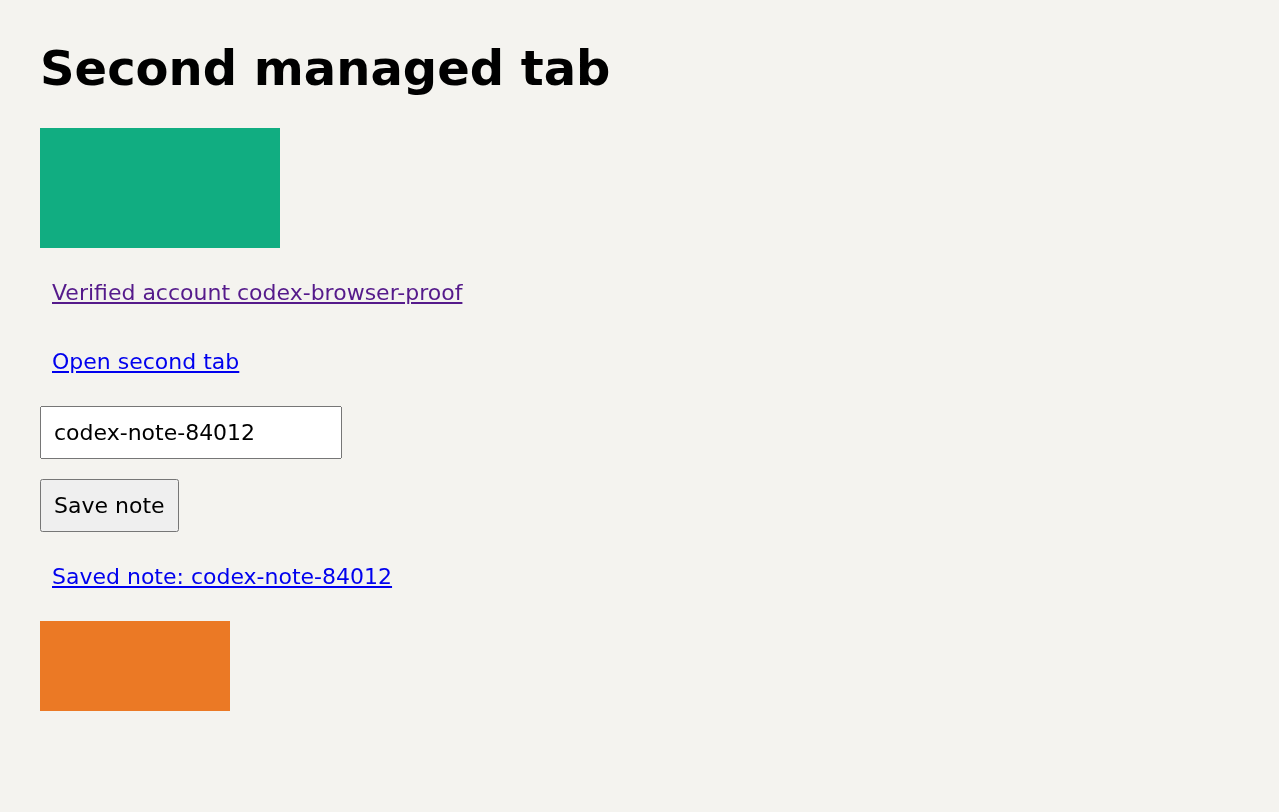 Second managed tab
Verified account codex-browser-proof
Open second tab
codex-note-84012
Save note
Saved note: codex-note-84012